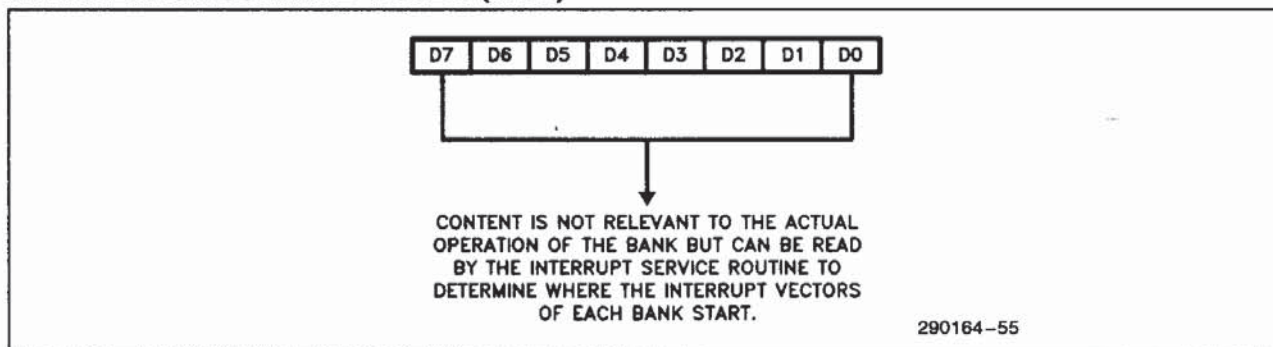 D7 D6 D5 D4 D3 D2 D1 D0
CONTENT IS NOT RELEVANT TO THE ACTUAL
OPERATION OF THE BANK BUT CAN BE READ
BY THE INTERRUPT SERVICE ROUTINE TO
DETERMINE WHERE THE INTERRUPT VECTORS
OF EACH BANK START.
290164-55